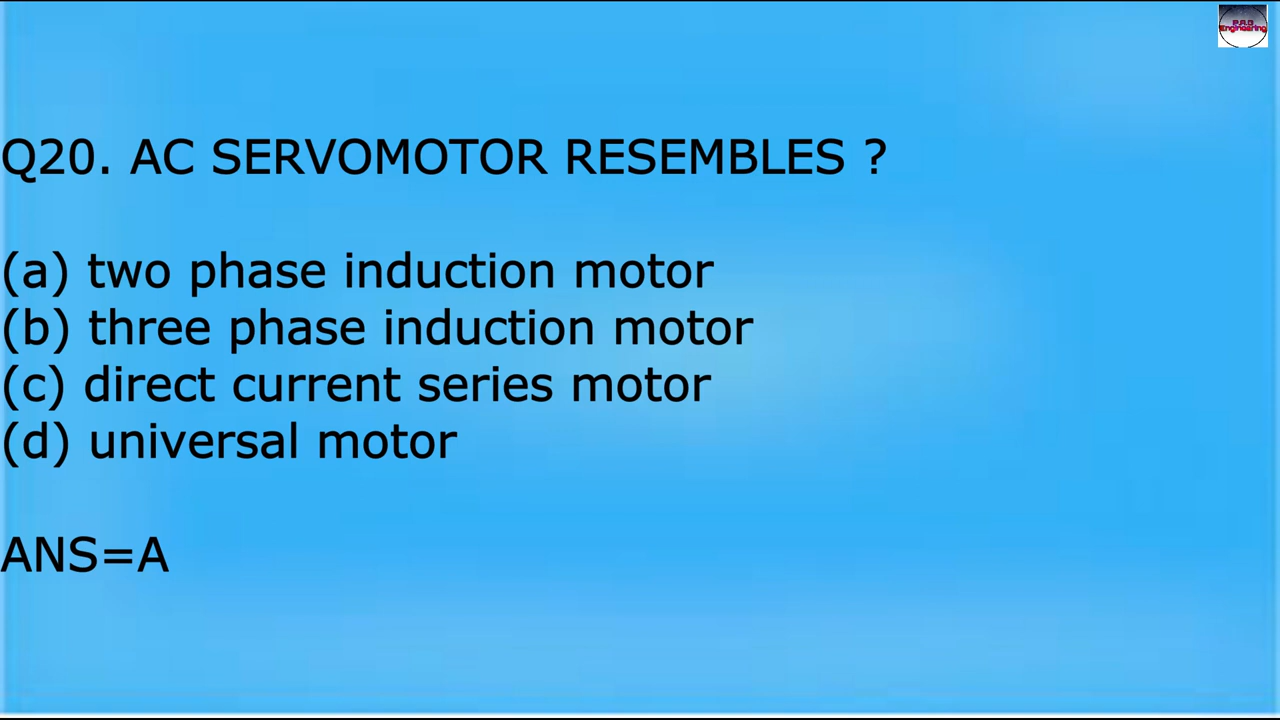 P.A.D
Engineering
Q20. AC SERVOMOTOR RESEMBLES ?
(a) two phase induction motor
(b) three phase induction motor
(c) direct current series motor
(d) universal motor
ANS=A